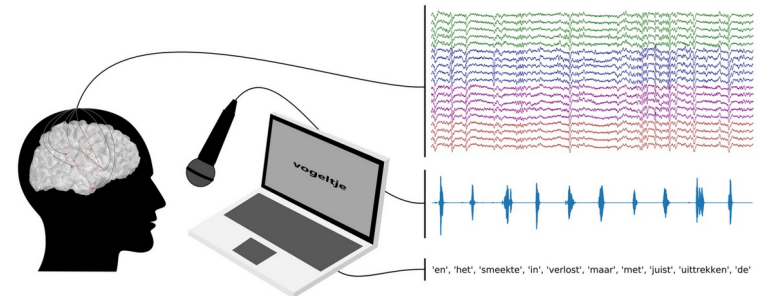 vogeltje
'en', 'het', 'smeekte', 'in', 'verlost', 'maar', 'met', 'juist', 'uittrekken', 'de'